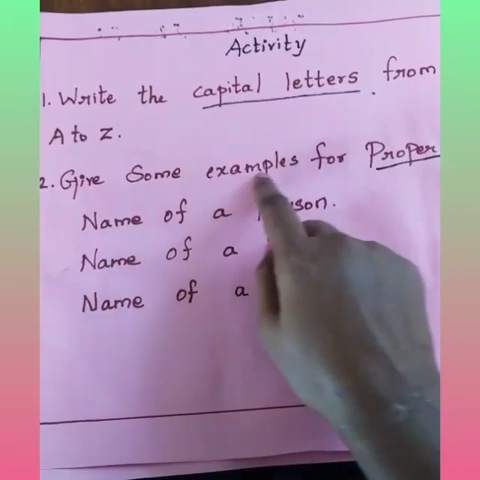 Activity
1. Write the capital letters from
A to Z.
2. Give Some examples for Proper
Name of a
Name of a
Name of a